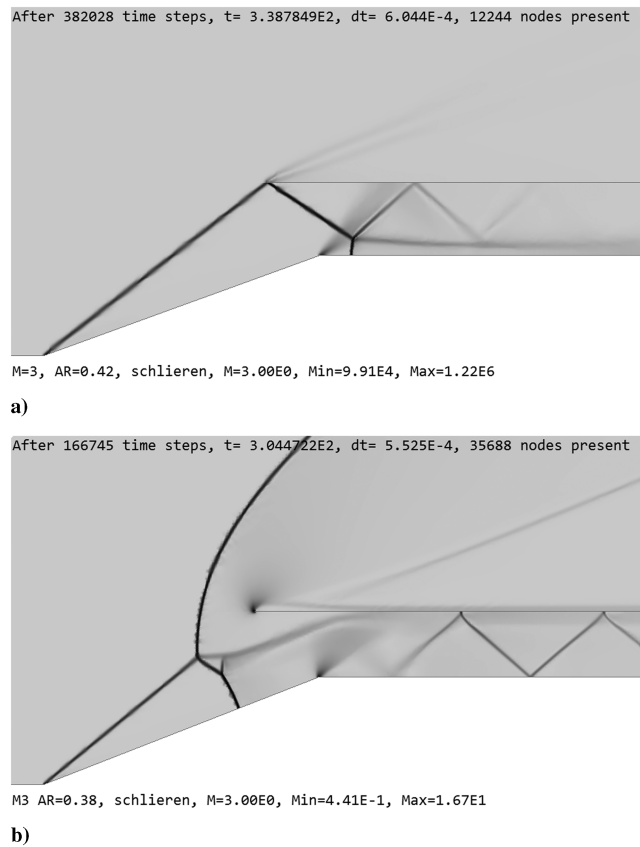 After 382028 time steps, t= 3.387849E2, dt= 6.044E-4, 12244 nodes present
M=3, AR=0.42, schlieren, M=3.00E0, Min=9.91E4, Max=1.22E6
a)
After 166745 time steps, t= 3.044722E2, dt= 5.525E-4, 35688 nodes present
M3 AR=0.38, schlieren, M=3.00E0, Min=4.41E-1, Max=1.67E1
b)